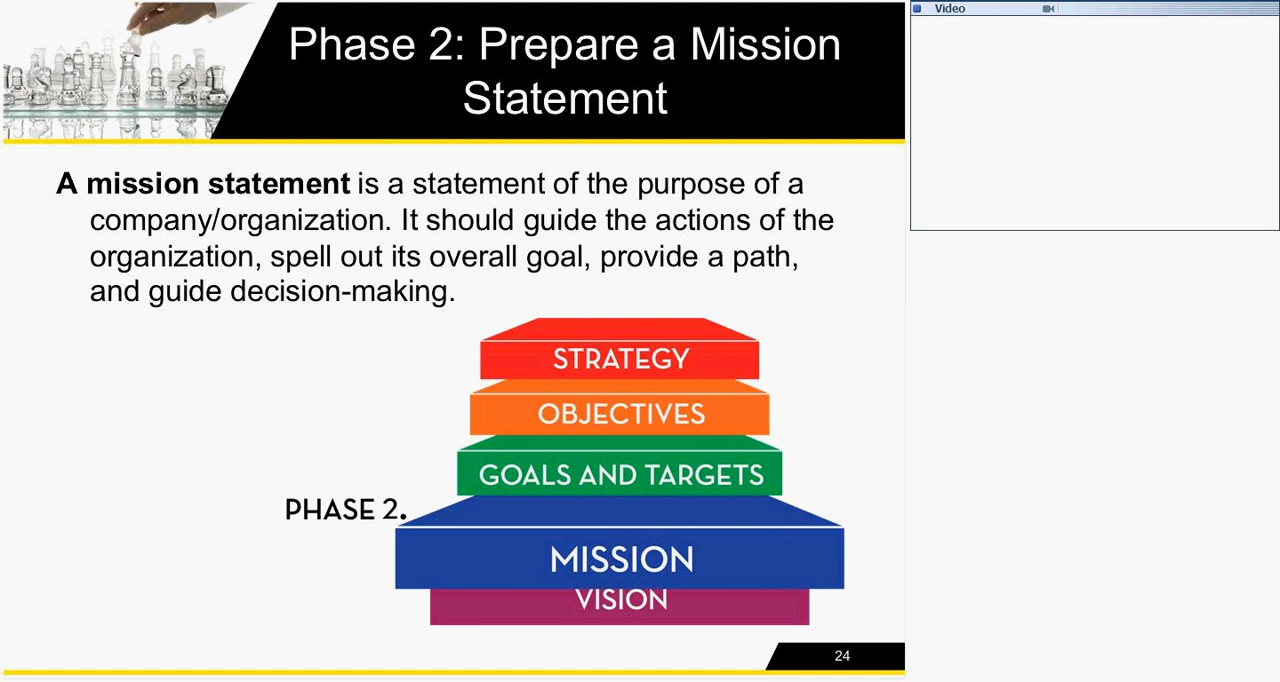 Phase 2: Prepare a Mission
Statement
A mission statement is a statement of the purpose of a
company/organization. It should guide the actions of the
organization, spell out its overall goal, provide a path,
and guide decision-making.
STRATEGY
OBJECTIVES
GOALS AND TARGETS
PHASE 2.
MISSION
VISION
24
Video